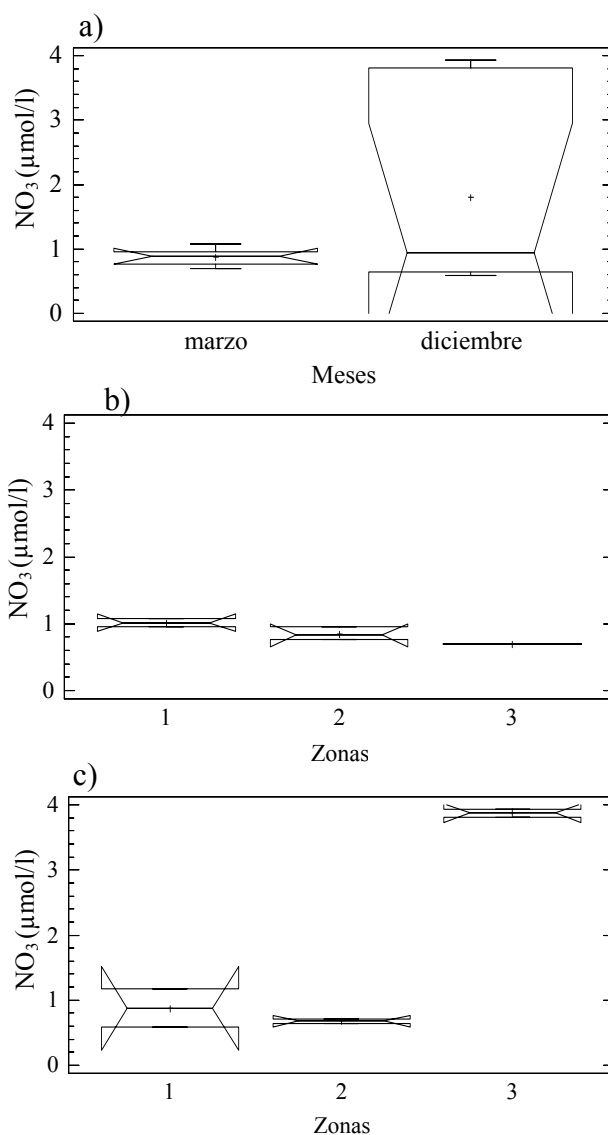 a)
4
3
2
1
0
NO3 (µmol/l)
marzo diciembre
Meses
b)
4
3
2
1
0
NO3 (µmol/l)
1 2 3
Zonas
c)
4
3
2
1
0
NO3 (µmol/l)
1 2 3
Zonas